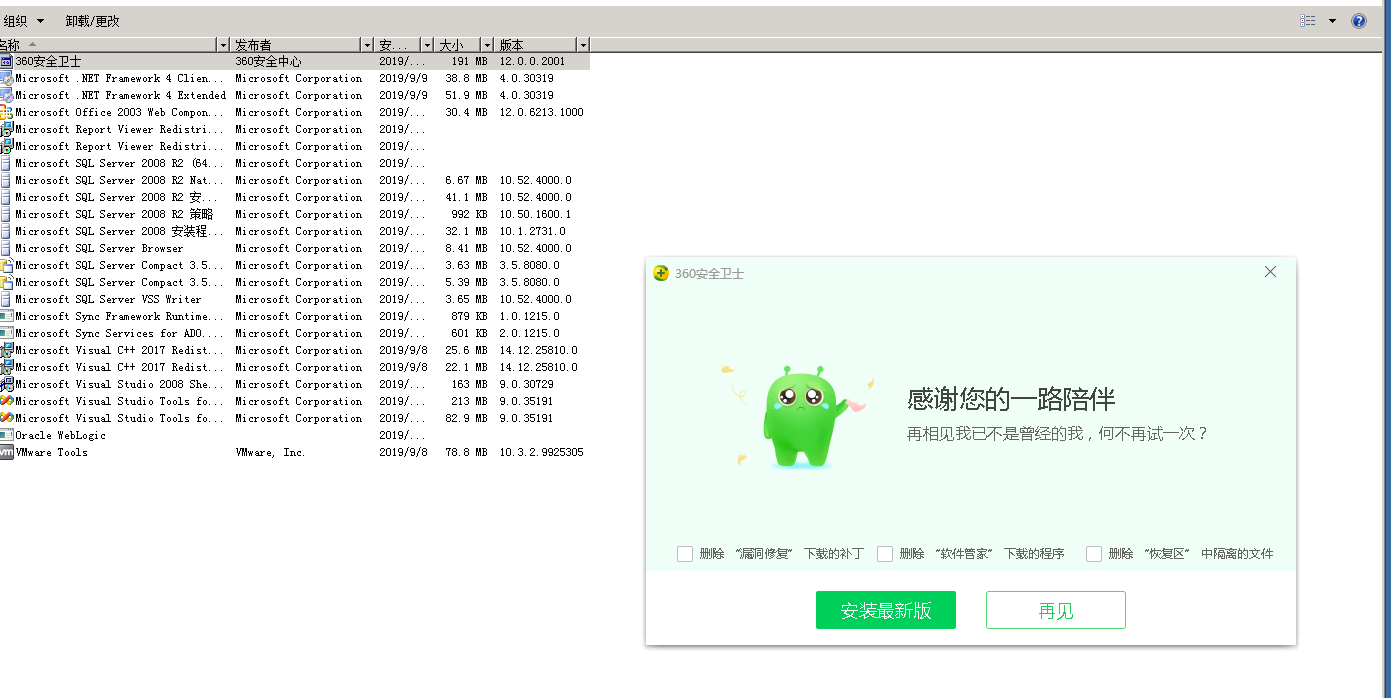 组织 卸载/更改
名称 发布者 安... 大小 版本
360安全卫士 360安全中心 2019/... 191 MB 12.0.0.2001
Microsoft .NET Framework 4 Clien... Microsoft Corporation 2019/9/9 38.8 MB 4.0.30319
Microsoft .NET Framework 4 Extended Microsoft Corporation 2019/9/9 51.9 MB 4.0.30319
Microsoft Office 2003 Web Compon... Microsoft Corporation 2019/... 30.4 MB 12.0.6213.1000
Microsoft Report Viewer Redistri... Microsoft Corporation 2019/...
Microsoft Report Viewer Redistri... Microsoft Corporation 2019/...
Microsoft SQL Server 2008 R2 (64... Microsoft Corporation 2019/...
Microsoft SQL Server 2008 R2 Nat... Microsoft Corporation 2019/... 6.67 MB 10.52.4000.0
Microsoft SQL Server 2008 R2 安... Microsoft Corporation 2019/... 41.1 MB 10.52.4000.0
Microsoft SQL Server 2008 R2 策略 Microsoft Corporation 2019/... 992 KB 10.50.1600.1
Microsoft SQL Server 2008 安装程... Microsoft Corporation 2019/... 32.1 MB 10.1.2731.0
Microsoft SQL Server Browser Microsoft Corporation 2019/... 8.41 MB 10.52.4000.0
Microsoft SQL Server Compact 3.5... Microsoft Corporation 2019/... 3.63 MB 3.5.8080.0
Microsoft SQL Server Compact 3.5... Microsoft Corporation 2019/... 5.39 MB 3.5.8080.0
Microsoft SQL Server VSS Writer Microsoft Corporation 2019/... 3.65 MB 10.52.4000.0
Microsoft Sync Framework Runtime... Microsoft Corporation 2019/... 879 KB 1.0.1215.0
Microsoft Sync Services for ADO.... Microsoft Corporation 2019/... 601 KB 2.0.1215.0
Microsoft Visual C++ 2017 Redist... Microsoft Corporation 2019/9/8 25.6 MB 14.12.25810.0
Microsoft Visual C++ 2017 Redist... Microsoft Corporation 2019/9/8 22.1 MB 14.12.25810.0
Microsoft Visual Studio 2008 She... Microsoft Corporation 2019/... 163 MB 9.0.30729
Microsoft Visual Studio Tools fo... Microsoft Corporation 2019/... 213 MB 9.0.35191
Microsoft Visual Studio Tools fo... Microsoft Corporation 2019/... 82.9 MB 9.0.35191
Oracle WebLogic 2019/...
VMware Tools VMware, Inc. 2019/9/8 78.8 MB 10.3.2.9925305
360安全卫士
感谢您的一路陪伴
再相见我已不是曾经的我，何不再试一次？
删除 “漏洞修复” 下载的补丁 删除 “软件管家” 下载的程序 删除 “恢复区” 中隔离的文件
安装最新版 再见